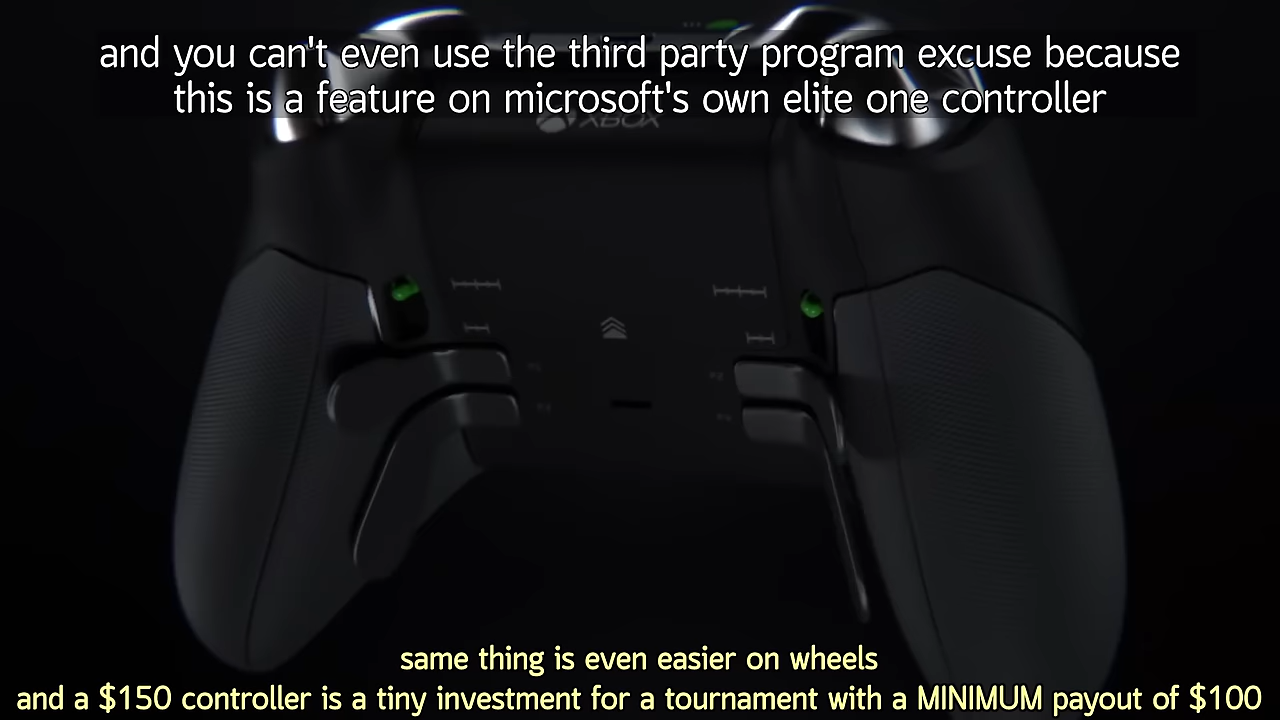 and you can't even use the third party program excuse because
this is a feature on microsoft's own elite one controller
XBOX
same thing is even easier on wheels
and a $150 controller is a tiny investment for a tournament with a MINIMUM payout of $100